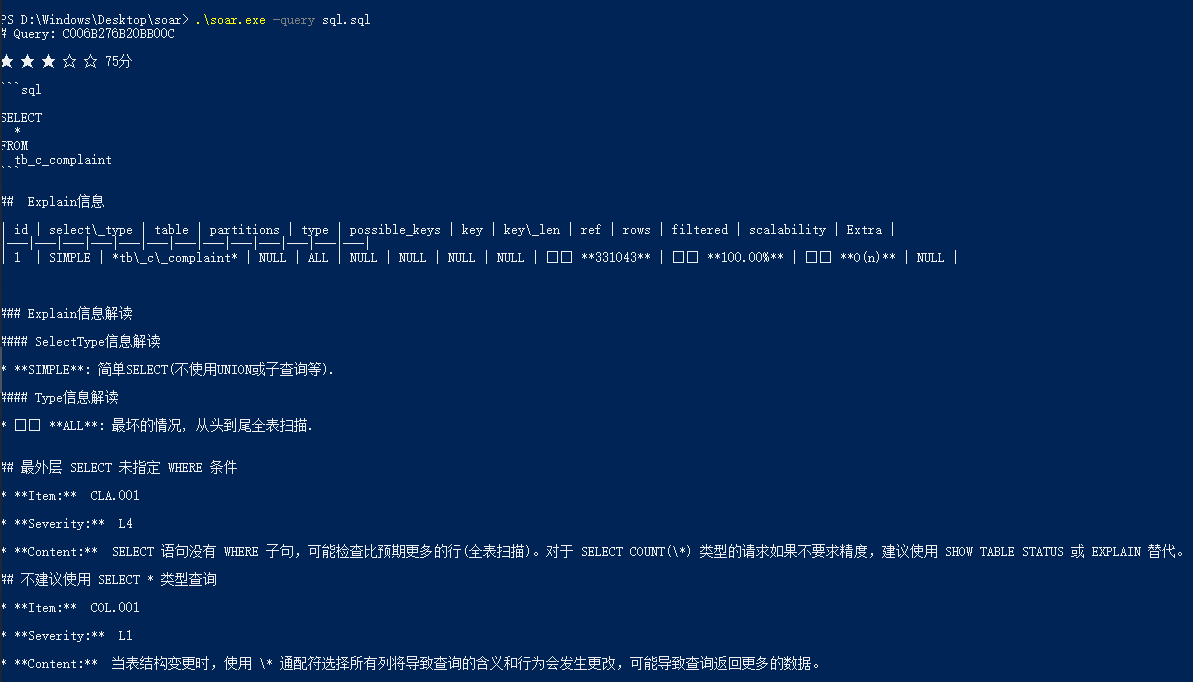 PS D:\Windows\Desktop\soar> .\soar.exe -query sql.sql
# Query: C006B276B20BB00C
★ ★ ★ ☆ ☆ 75分
```sql
SELECT
*
FROM
tb_c_complaint
```
## Explain信息
| id | select\_type | table | partitions | type | possible_keys | key | key\_len | ref | rows | filtered | scalability | Extra |
|---|---|---|---|---|---|---|---|---|---|---|---|---|
| 1 | SIMPLE | *tb\_c\_complaint* | NULL | ALL | NULL | NULL | NULL | NULL | □□ **331043** | □□ **100.00%** | □□ **O(n)** | NULL |
### Explain信息解读
#### SelectType信息解读
* **SIMPLE**: 简单SELECT(不使用UNION或子查询等).
#### Type信息解读
* □□ **ALL**: 最坏的情况, 从头到尾全表扫描.
## 最外层 SELECT 未指定 WHERE 条件
* **Item:** CLA.001
* **Severity:** L4
* **Content:** SELECT 语句没有 WHERE 子句，可能检查比预期更多的行(全表扫描)。对于 SELECT COUNT(\*) 类型的请求如果不要求精度，建议使用 SHOW TABLE STATUS 或 EXPLAIN 替代。
## 不建议使用 SELECT * 类型查询
* **Item:** COL.001
* **Severity:** L1
* **Content:** 当表结构变更时，使用 \* 通配符选择所有列将导致查询的含义和行为会发生更改，可能导致查询返回更多的数据。